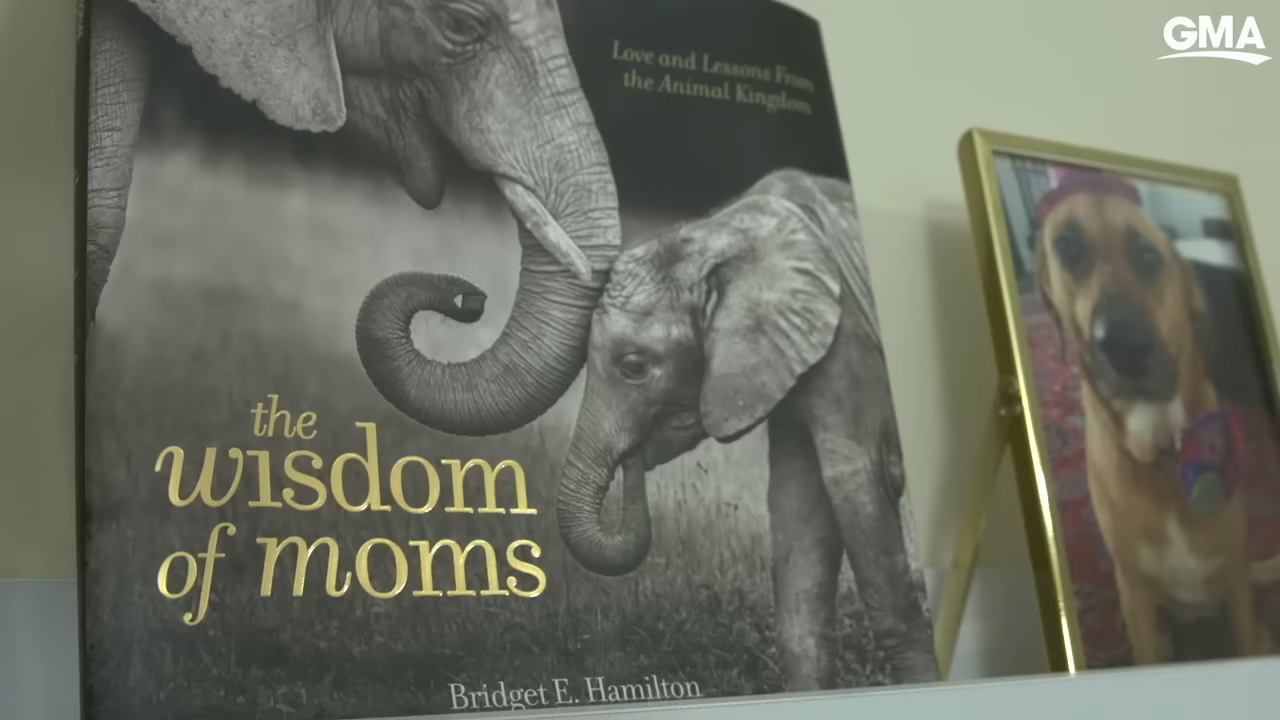 GMA
Love and Lessons From
the Animal Kingdom
the
wisdom
of moms
Bridget E. Hamilton